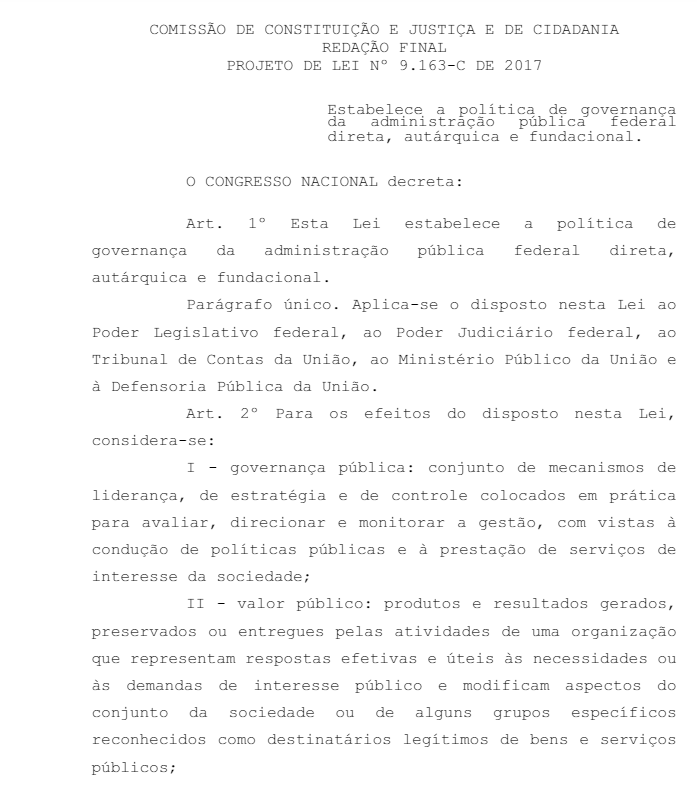 COMISSÃO DE CONSTITUIÇÃO E JUSTIÇA E DE CIDADANIA
REDAÇÃO FINAL
PROJETO DE LEI Nº 9.163-C DE 2017
Estabelece a política de governança
da administração pública federal
direta, autárquica e fundacional.
O CONGRESSO NACIONAL decreta:
Art. 1º Esta Lei estabelece a política de
governança da administração pública federal direta,
autárquica e fundacional.
Parágrafo único. Aplica-se o disposto nesta Lei ao
Poder Legislativo federal, ao Poder Judiciário federal, ao
Tribunal de Contas da União, ao Ministério Público da União e
à Defensoria Pública da União.
Art. 2º Para os efeitos do disposto nesta Lei,
considera-se:
I - governança pública: conjunto de mecanismos de
liderança, de estratégia e de controle colocados em prática
para avaliar, direcionar e monitorar a gestão, com vistas à
condução de políticas públicas e à prestação de serviços de
interesse da sociedade;
II - valor público: produtos e resultados gerados,
preservados ou entregues pelas atividades de uma organização
que representam respostas efetivas e úteis às necessidades ou
às demandas de interesse público e modificam aspectos do
conjunto da sociedade ou de alguns grupos específicos
reconhecidos como destinatários legítimos de bens e serviços
públicos;